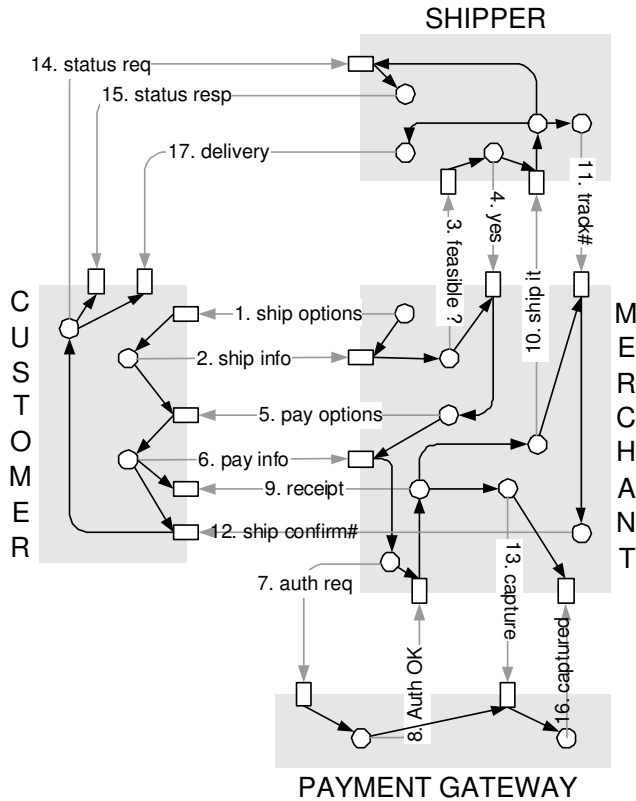 SHIPPER
14. status req
15. status resp
17. delivery
3. feasible ?
4. yes
11. track#
10. ship it
CUSTOMER
MERCHANT
1. ship options
2. ship info
5. pay options
6. pay info
9. receipt
12. ship confirm#
7. auth req
8. Auth OK
13. capture
16. captured
PAYMENT GATEWAY